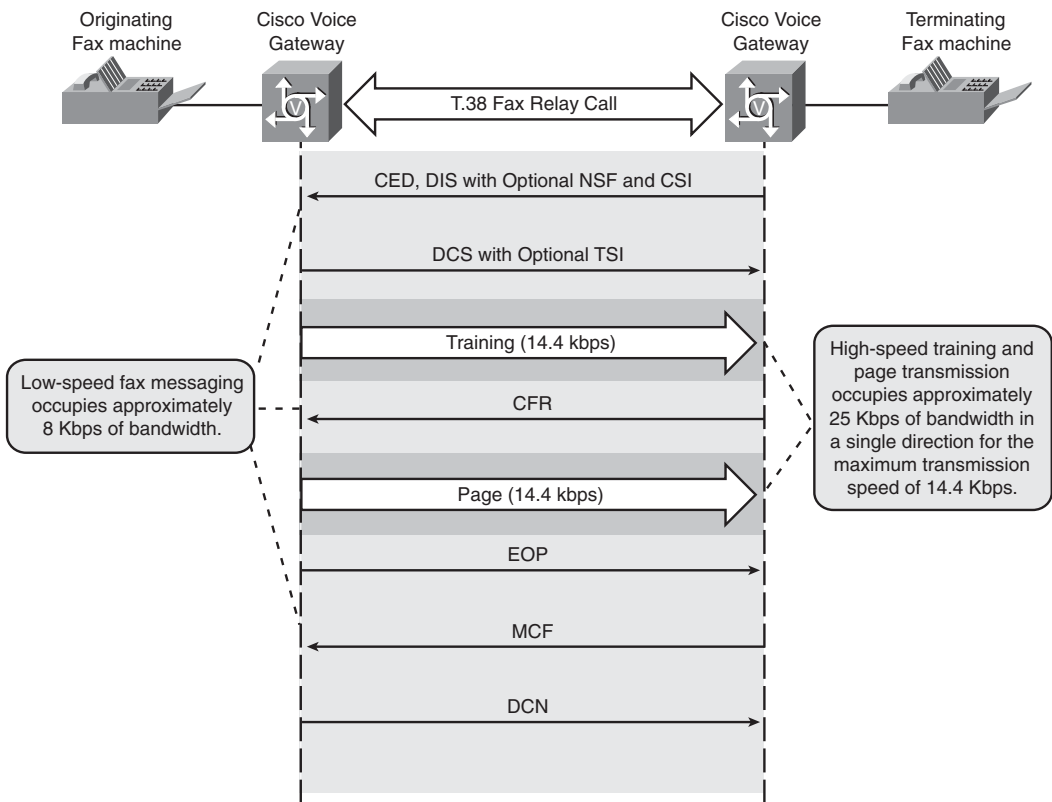 Originating
Fax machine
Cisco Voice
Gateway
Cisco Voice
Gateway
Terminating
Fax machine
V
T.38 Fax Relay Call
V
CED, DIS with Optional NSF and CSI
DCS with Optional TSI
Training (14.4 kbps)
Low-speed fax messaging
occupies approximately
8 Kbps of bandwidth.
High-speed training and
page transmission
occupies approximately
25 Kbps of bandwidth in
a single direction for the
maximum transmission
speed of 14.4 Kbps.
CFR
Page (14.4 kbps)
EOP
MCF
DCN